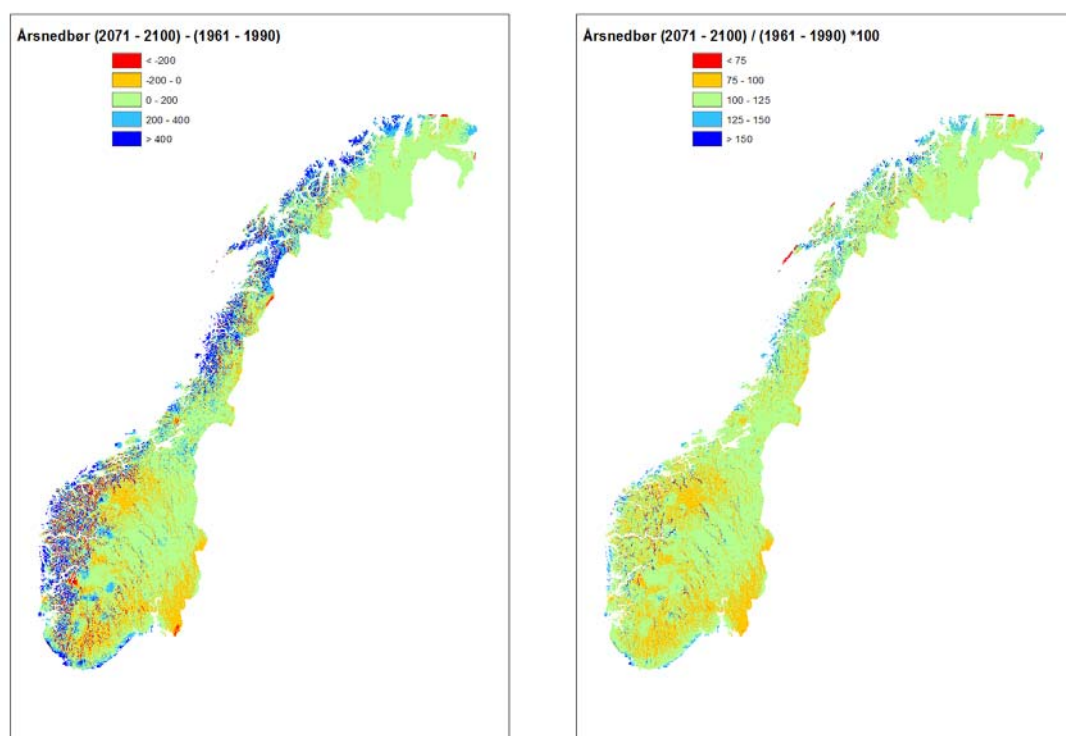 Årsnedbør (2071 - 2100) - (1961 - 1990)
< -200
-200 - 0
0 - 200
200 - 400
> 400
Årsnedbør (2071 - 2100) / (1961 - 1990) *100
< 75
75 - 100
100 - 125
125 - 150
> 150